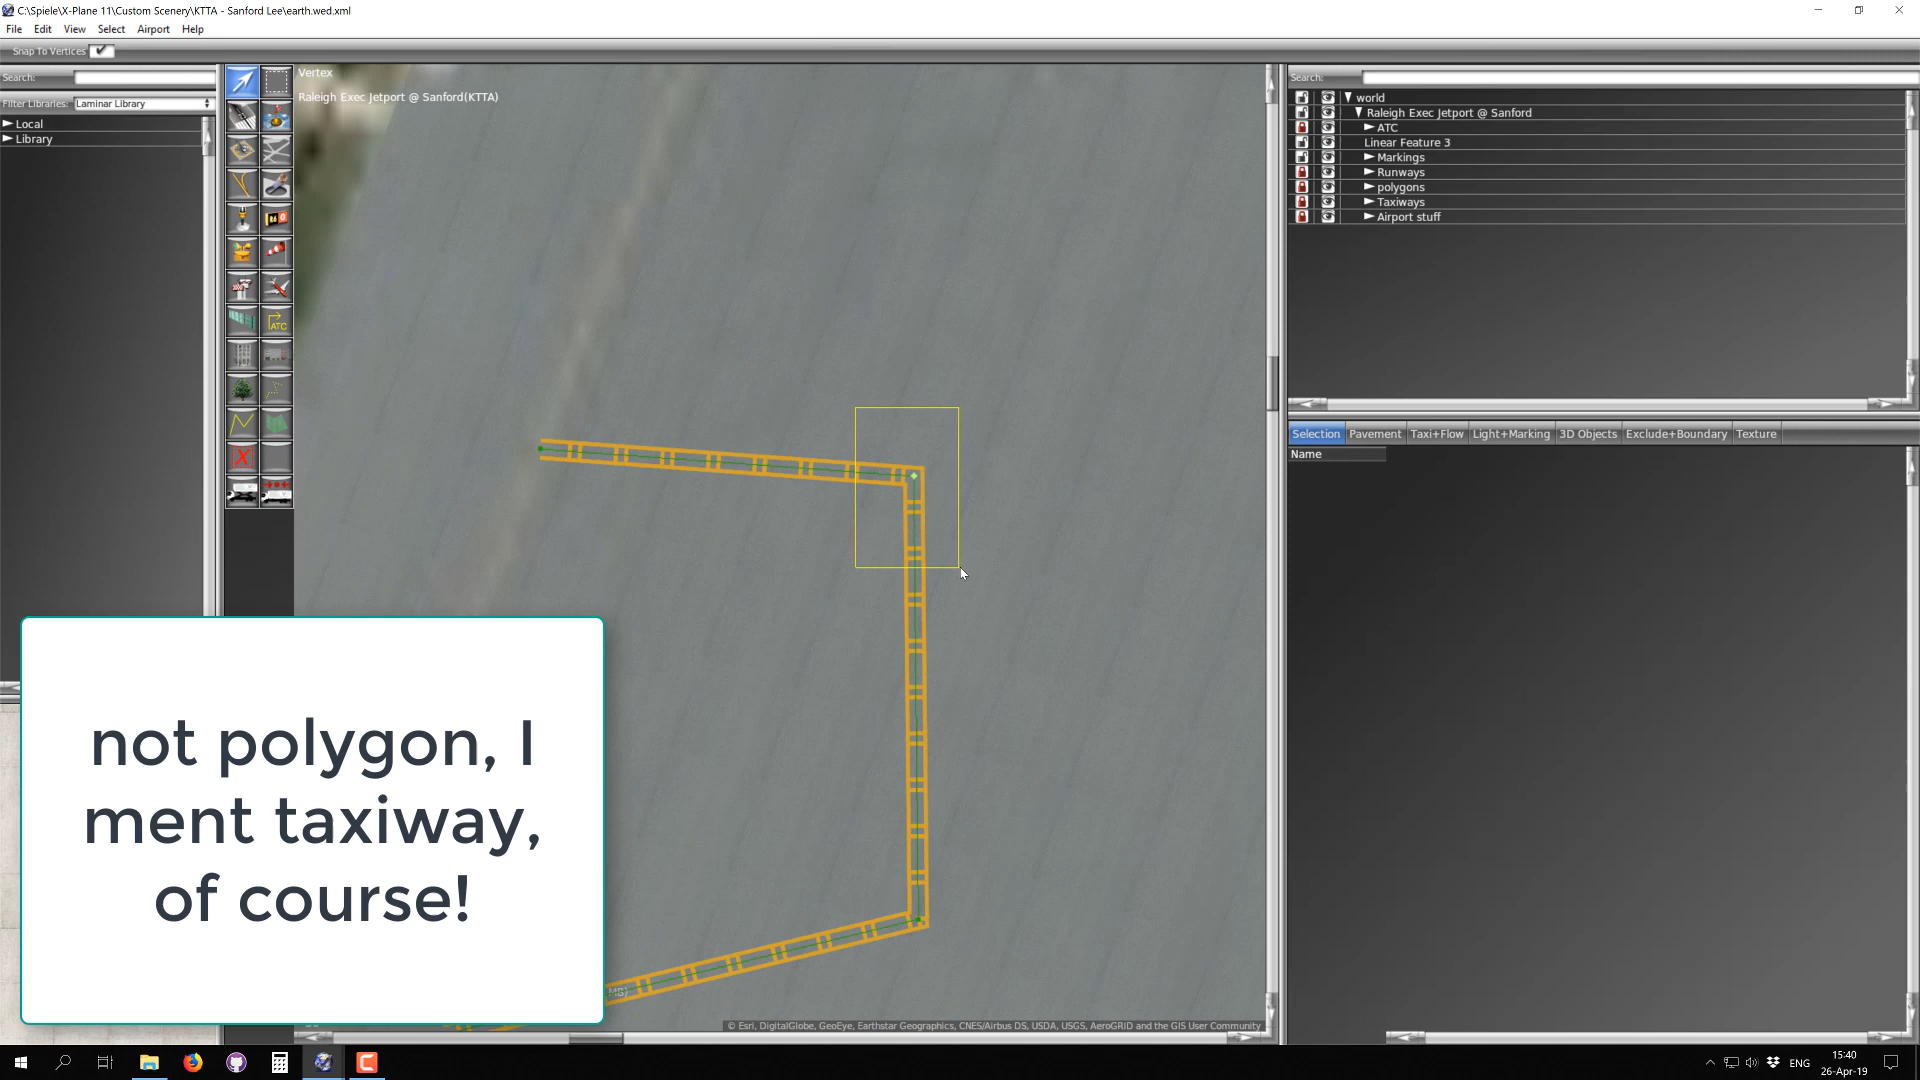 C:\Spiele\X-Plane 11\Custom Scenery\KTTA - Sanford Lee\earth.wed.xml
File Edit View Select Airport Help
Snap To Vertices
Search:
Filter Libraries: Laminar Library
Local
Library
Vertex
Raleigh Exec Jetport @ Sanford(KTTA)
ATC
Search:
world
Raleigh Exec Jetport @ Sanford
ATC
Linear Feature 3
Markings
Runways
polygons
Taxiways
Airport stuff
Selection Pavement Taxi+Flow Light+Marking 3D Objects Exclude+Boundary Texture
Name
not polygon, I
ment taxiway,
of course!
MB)
© Esri, DigitalGlobe, GeoEye, Earthstar Geographics, CNES/Airbus DS, USDA, USGS, AeroGRID and the GIS User Community
ENG
15:40
26-Apr-19